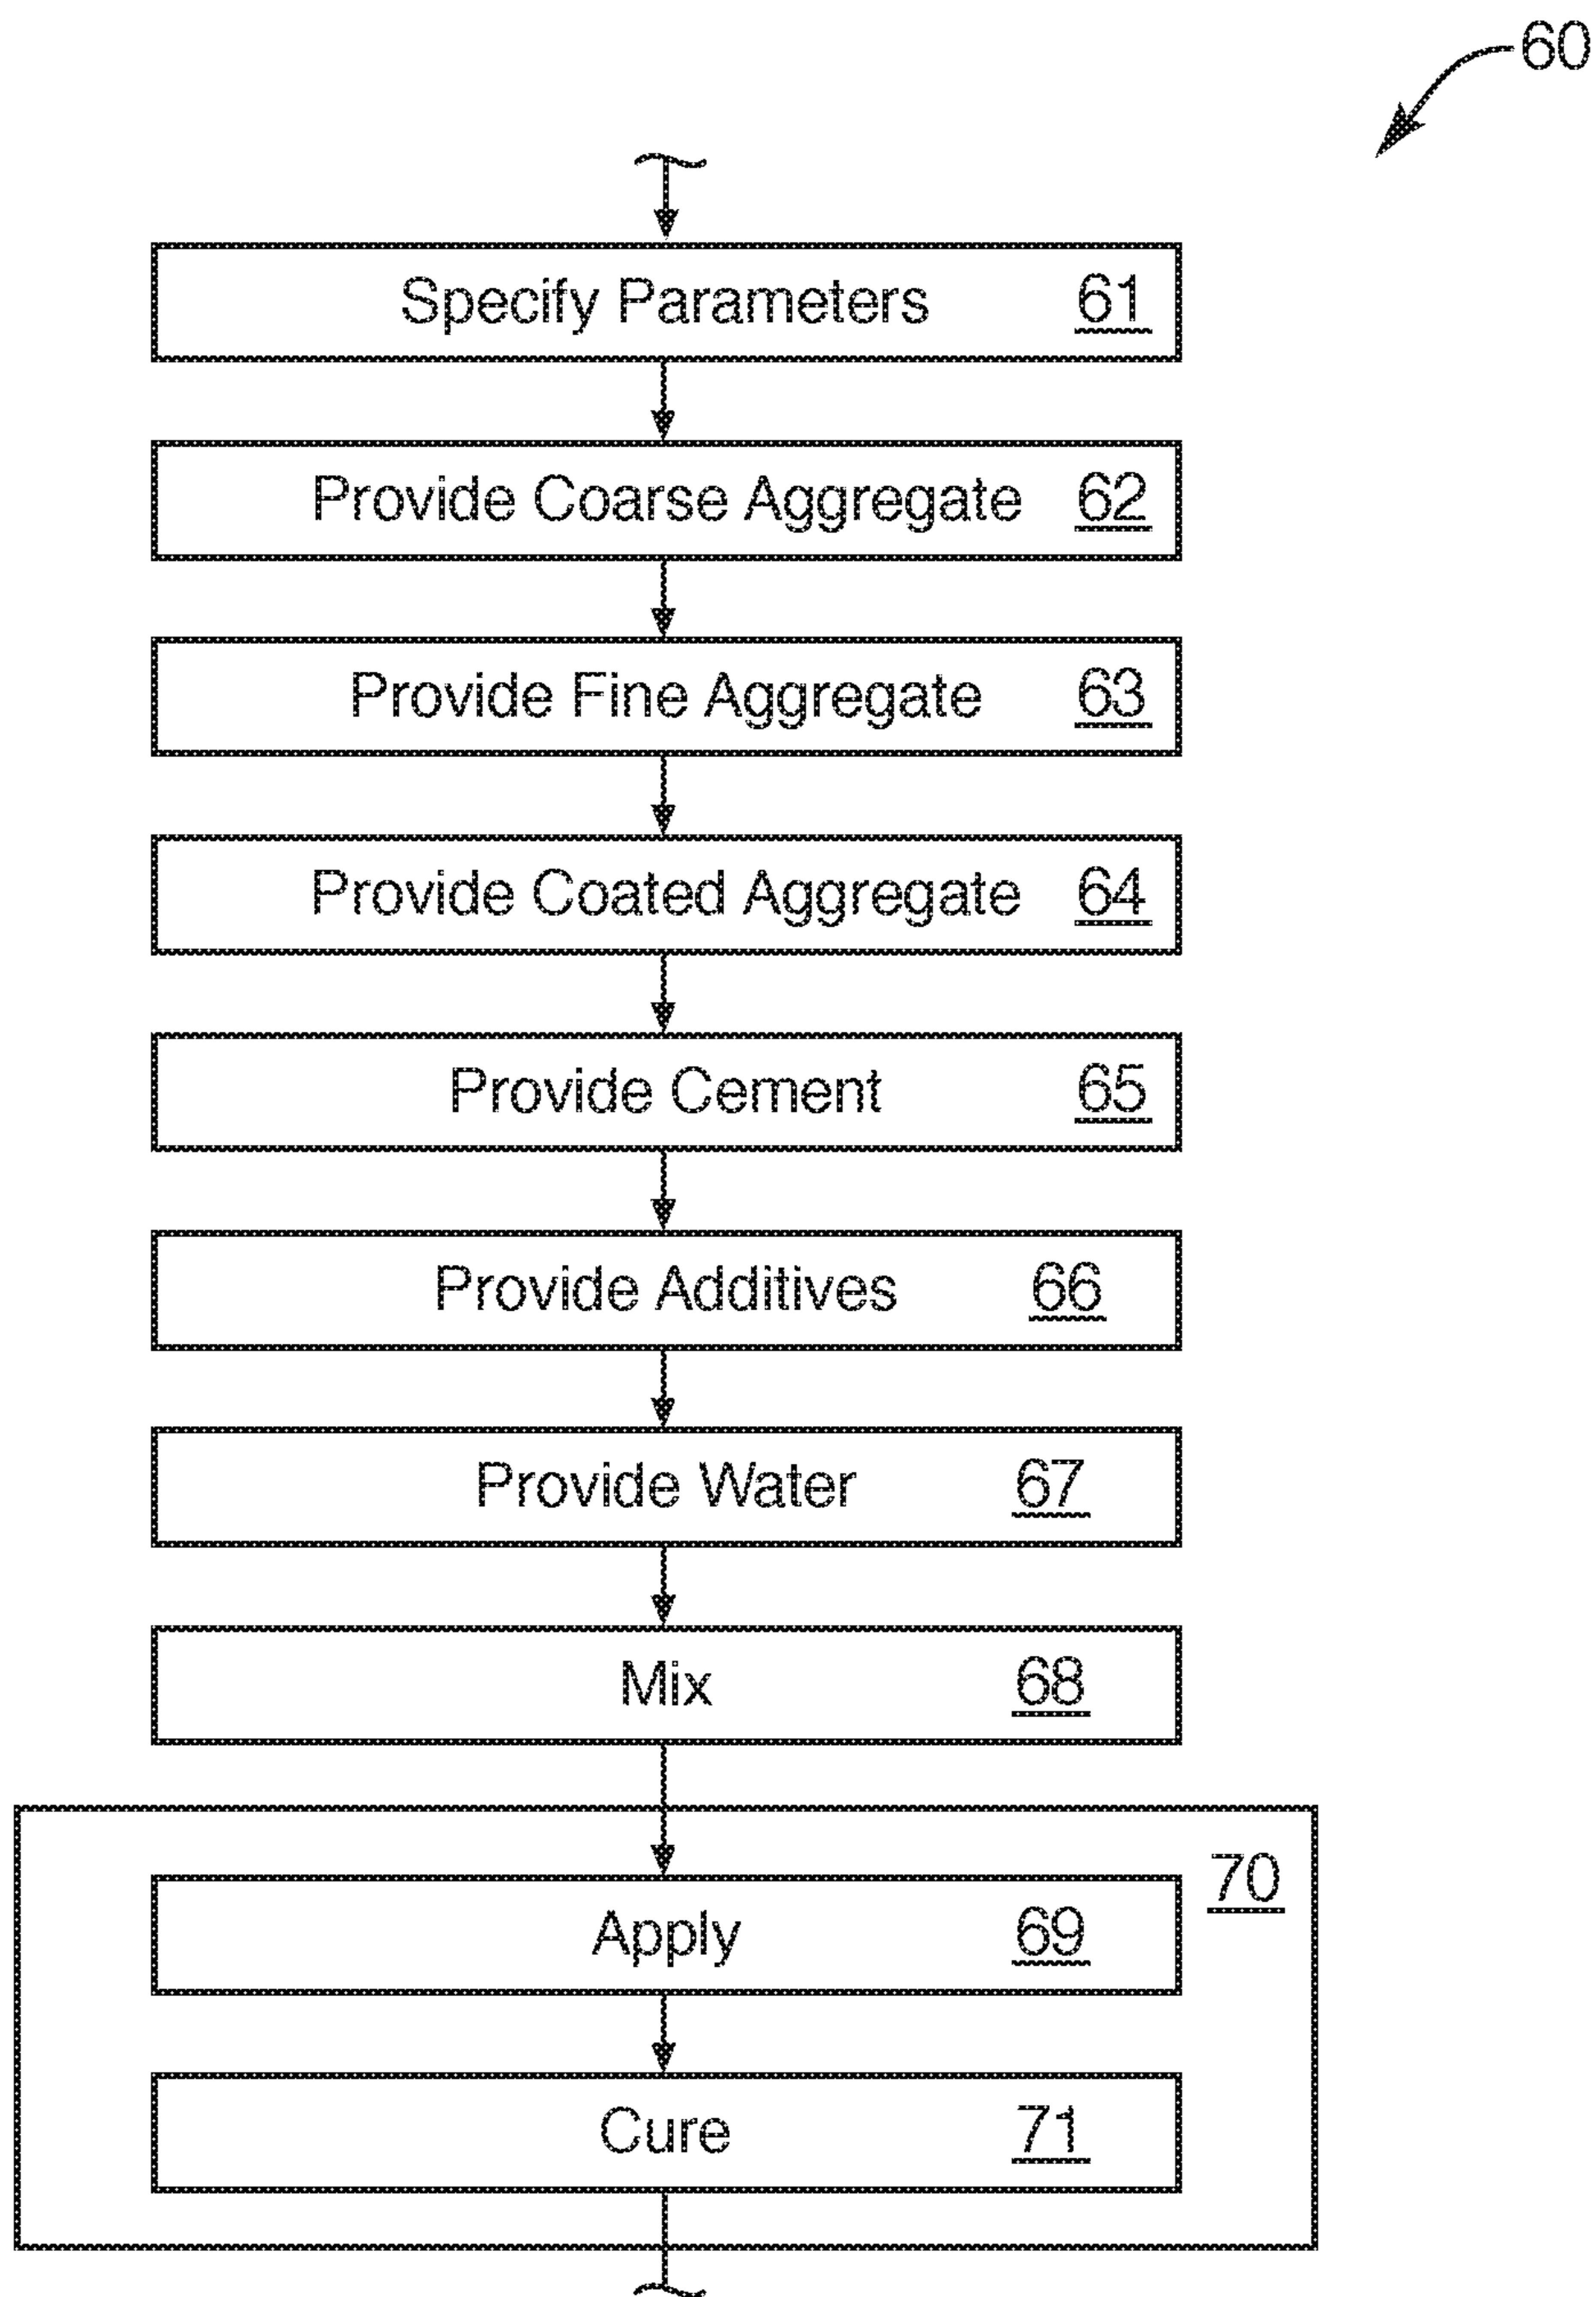 60
Specify Parameters 61
Provide Coarse Aggregate 62
Provide Fine Aggregate 63
Provide Coated Aggregate 64
Provide Cement 65
Provide Additives 66
Provide Water 67
Mix 68
70
Apply 69
Cure 71